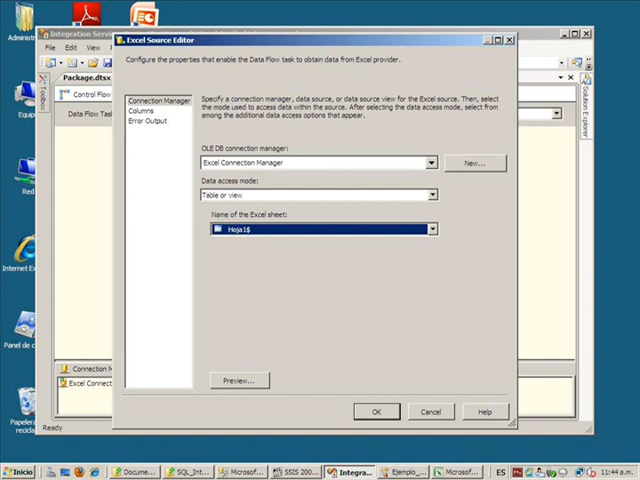 Administr
Equip
Red
Internet E
Panel de c
Papelera
recicla
Integration Servi
File Edit View
Package.dtsx
Control Flow
Data Flow Task
Toolbox
Solution Explorer
Connection M
Excel Connect
Ready
Excel Source Editor
Configure the properties that enable the Data Flow task to obtain data from Excel provider.
Connection Manager
Columns
Error Output
Specify a connection manager, data source, or data source view for the Excel source. Then, select
the mode used to access data within the source. After selecting the data access mode, select from
among the additional data access options that appear.
OLE DB connection manager:
Excel Connection Manager
New...
Data access mode:
Table or view
Name of the Excel sheet:
Hoja1$
Preview...
OK Cancel Help
Inicio Docume... SQL_Int... Microsof... SSIS 200... Integra... Ejemplo_... Microsof... ES 11:44 a.m.